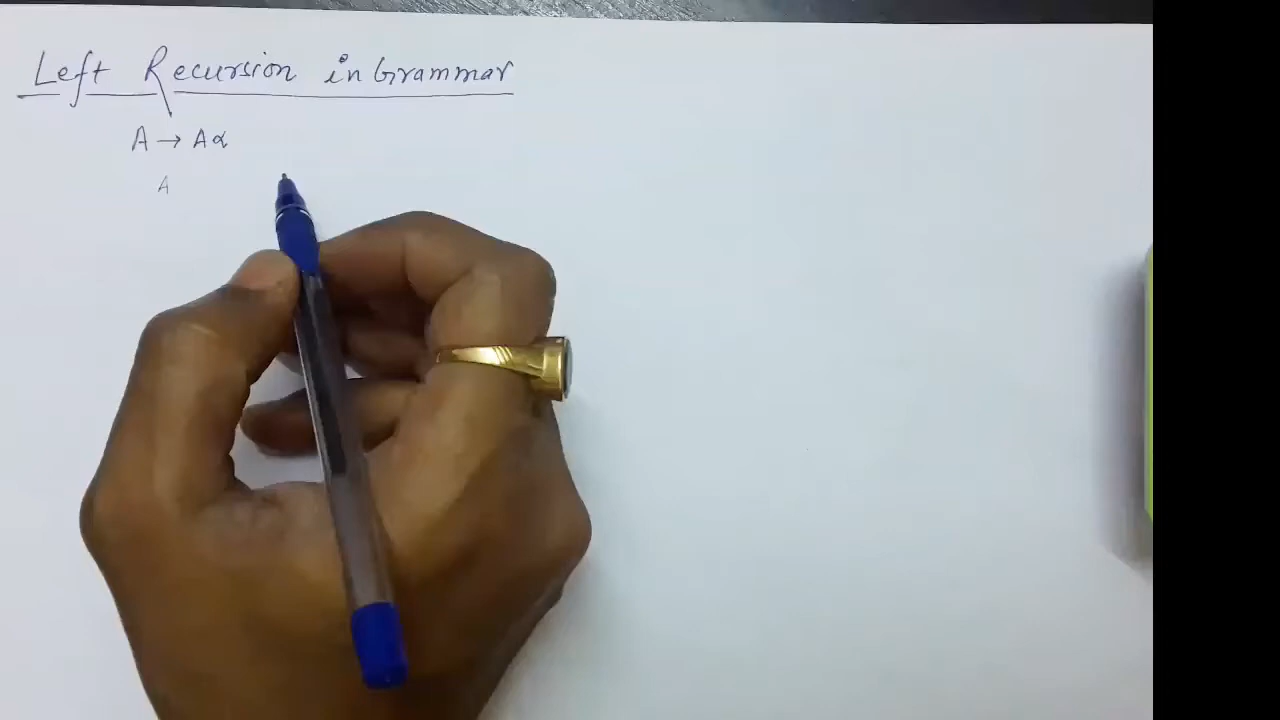 Left Recursion in Grammar
A → Aα
A